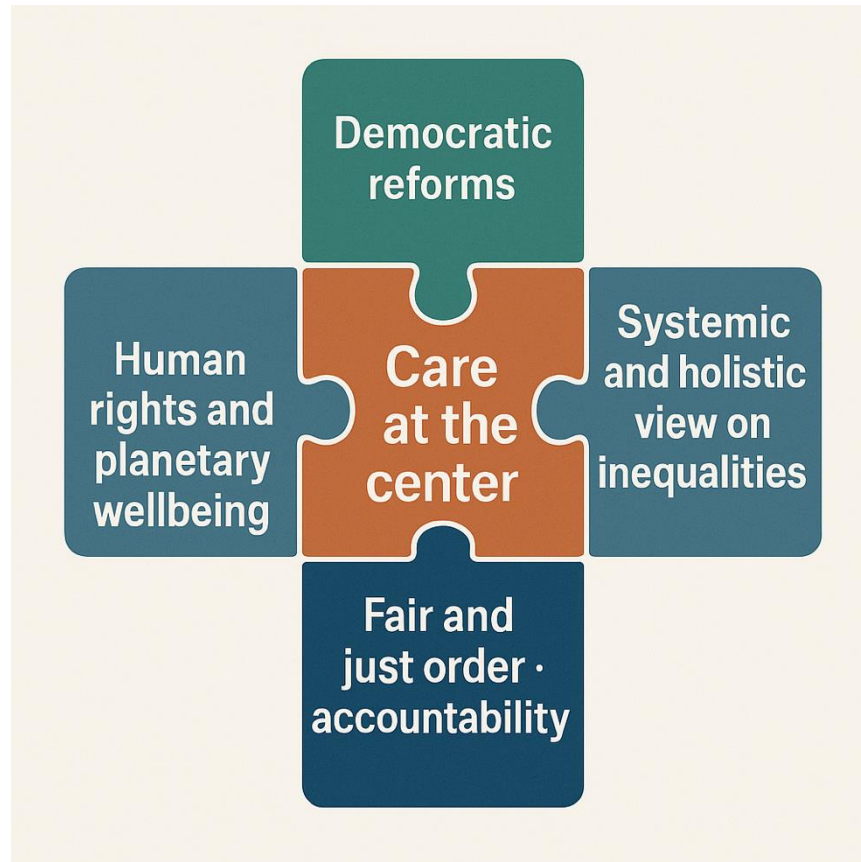 Democratic
reforms
Human
rights and
planetary
wellbeing
Care
at the
center
Systemic
and holistic
view on
inequalities
Fair and
just order ·
accountability